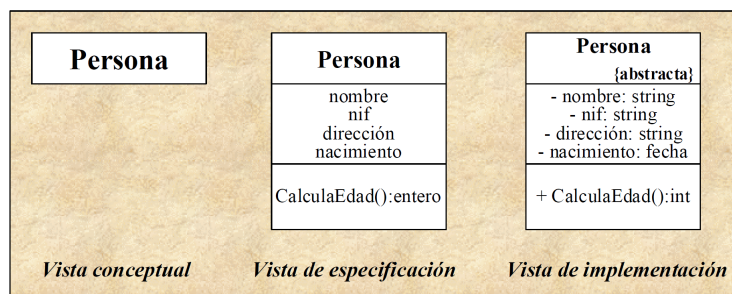 Persona
Vista conceptual
Persona
nombre
nif
dirección
nacimiento
CalculaEdad():entero
Vista de especificación
Persona
{abstracta}
- nombre: string
- nif: string
- dirección: string
- nacimiento: fecha
+ CalculaEdad():int
Vista de implementación